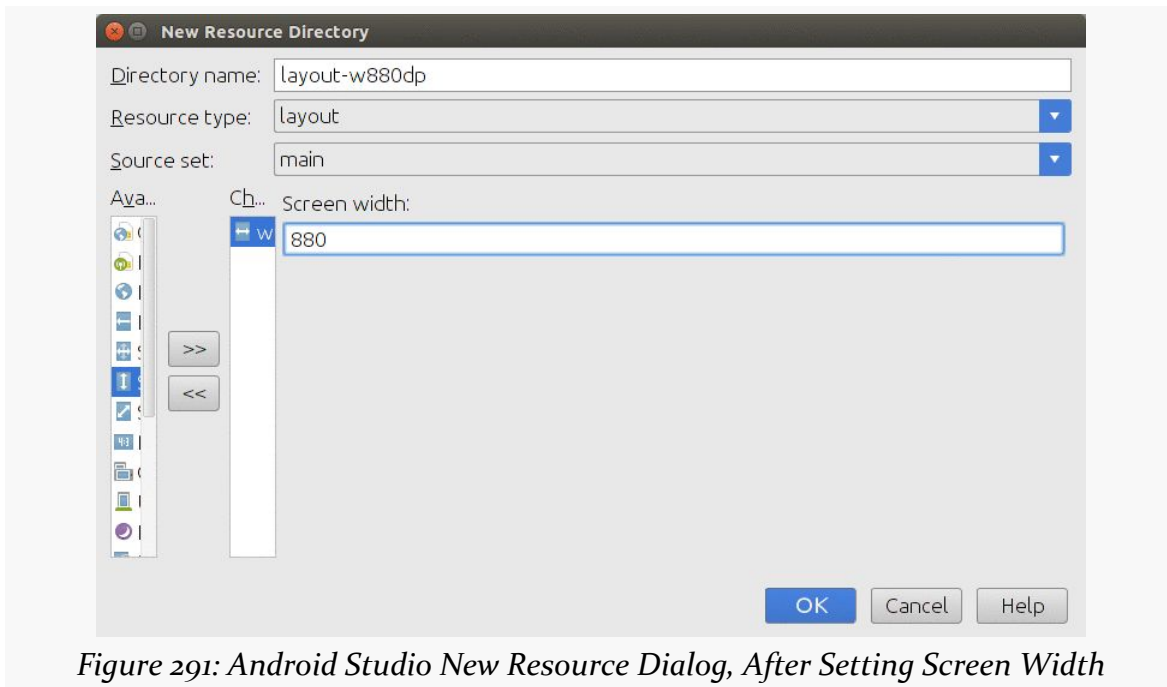 New Resource Directory
Directory name: layout-w880dp
Resource type: layout
Source set: main
Ava... Ch... Screen width:
w 880
>>
<<
OK Cancel Help
Figure 291: Android Studio New Resource Dialog, After Setting Screen Width